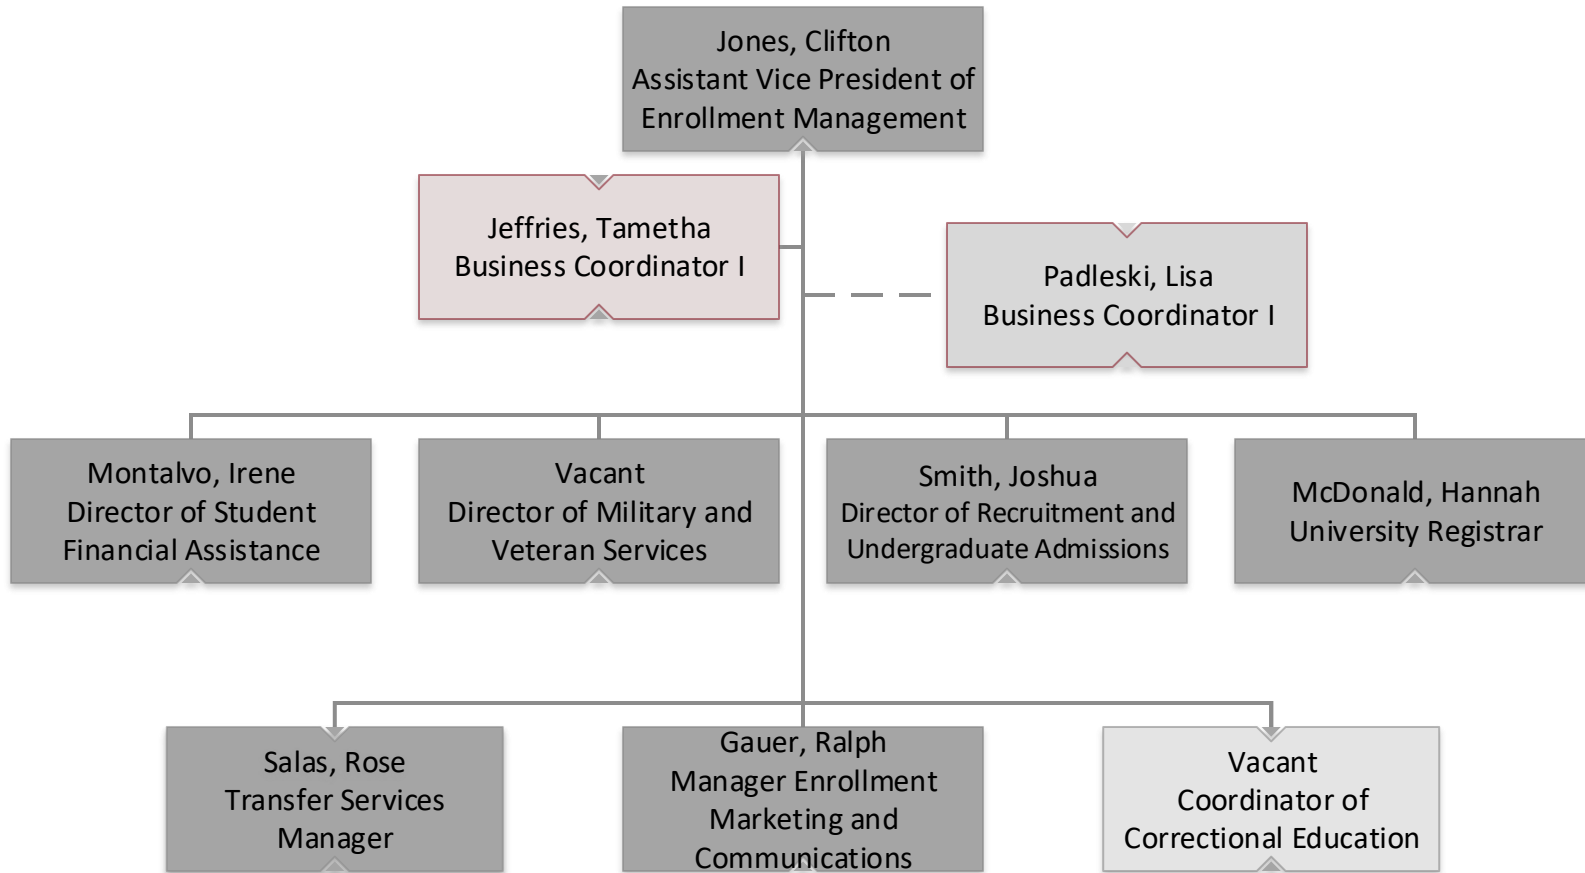 Jones, Clifton
Assistant Vice President of
Enrollment Management
Jeffries, Tametha
Business Coordinator I
Padleski, Lisa
Business Coordinator I
Montalvo, Irene
Director of Student
Financial Assistance
Vacant
Director of Military and
Veteran Services
Smith, Joshua
Director of Recruitment and
Undergraduate Admissions
McDonald, Hannah
University Registrar
Salas, Rose
Transfer Services
Manager
Gauer, Ralph
Manager Enrollment
Marketing and
Communications
Vacant
Coordinator of
Correctional Education